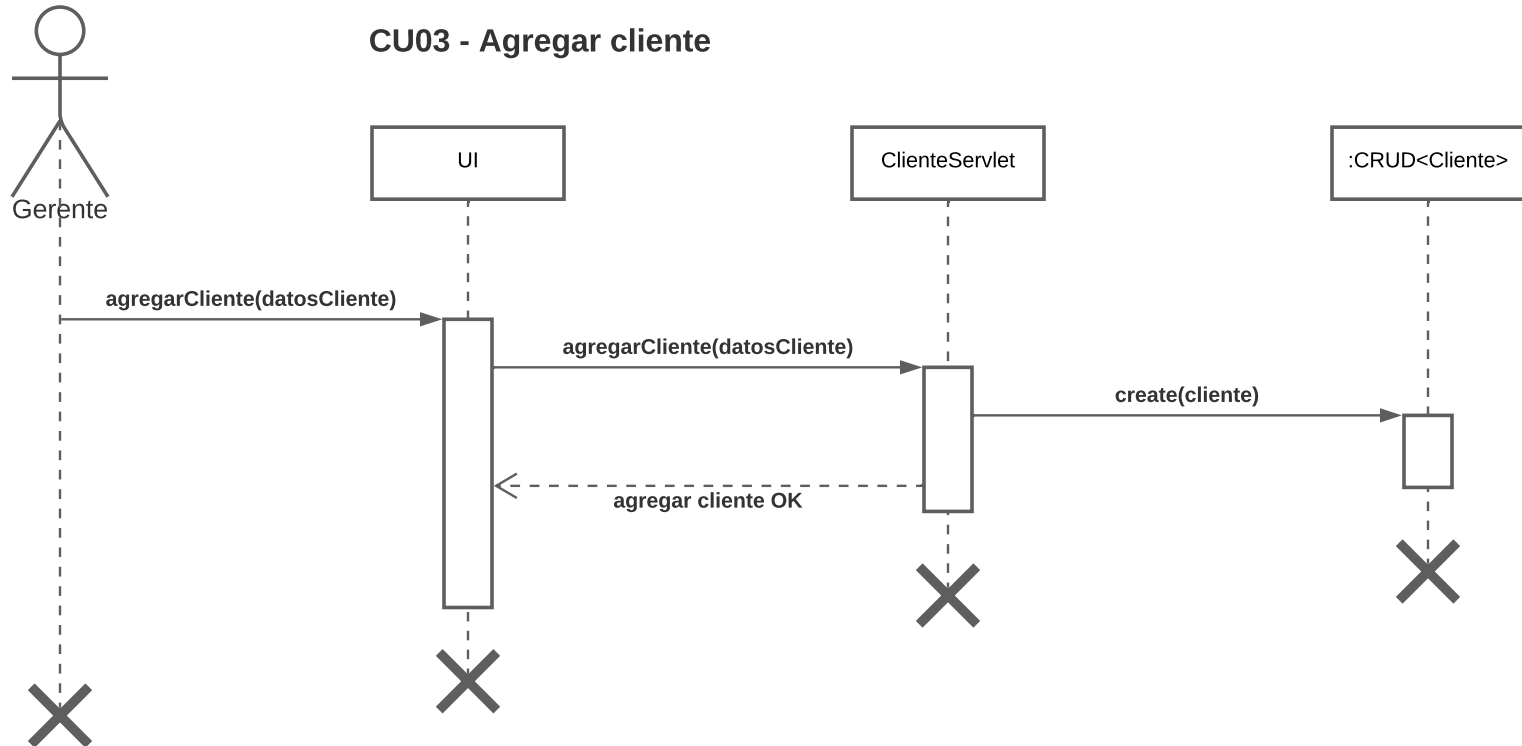 CU03 - Agregar cliente
UI
ClienteServlet
:CRUD<Cliente>
Gerente
agregarCliente(datosCliente)
agregarCliente(datosCliente)
create(cliente)
agregar cliente OK